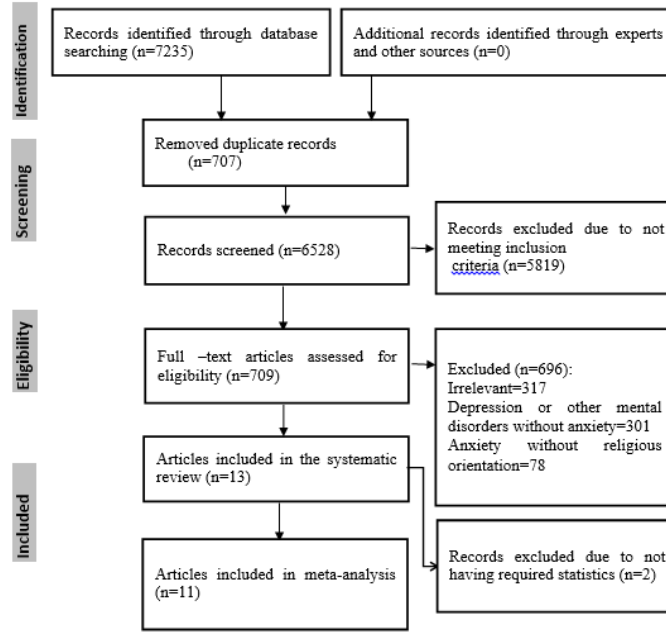 Identification
Records identified through database
searching (n=7235)
Additional records identified through experts
and other sources (n=0)
Removed duplicate records
(n=707)
Screening
Records screened (n=6528)
Records excluded due to not
meeting inclusion
criteria (n=5819)
Eligibility
Full –text articles assessed for
eligibility (n=709)
Excluded (n=696):
Irrelevant=317
Depression or other mental
disorders without anxiety=301
Anxiety without religious
orientation=78
Articles included in the systematic
review (n=13)
Included
Articles included in meta-analysis
(n=11)
Records excluded due to not
having required statistics (n=2)